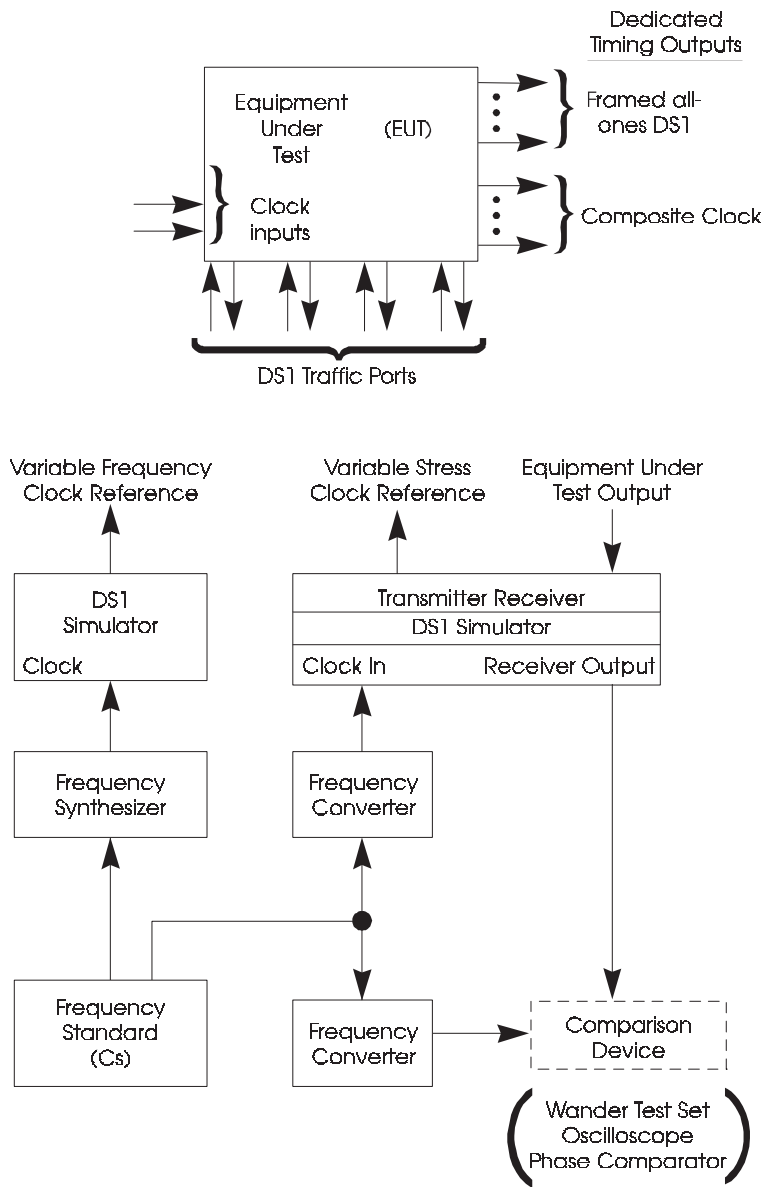 Dedicated
Timing Outputs
Equipment
Under
Test
(EUT)
Framed all-
ones DS1
Clock
inputs
Composite Clock
DS1 Traffic Ports
Variable Frequency
Clock Reference
Variable Stress
Clock Reference
Equipment Under
Test Output
DS1
Simulator
Clock
Transmitter Receiver
DS1 Simulator
Clock In
Receiver Output
Frequency
Synthesizer
Frequency
Converter
Frequency
Standard
(Cs)
Frequency
Converter
Comparison
Device
Wander Test Set
Oscilloscope
Phase Comparator